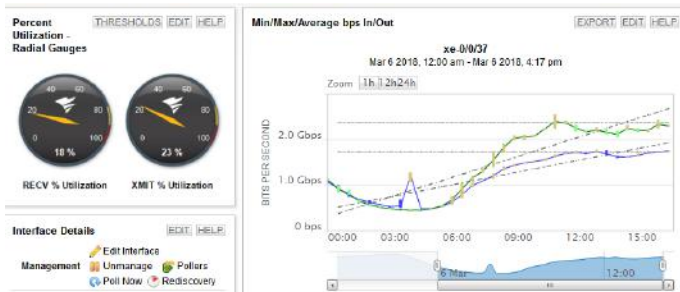 Percent Utilization - Radial Gauges
THRESHOLDS EDIT HELP
20 40 60 80 100 0
18 %
RECV % Utilization
20 40 60 80 100 0
23 %
XMIT % Utilization
Interface Details
EDIT HELP
Management
Edit Interface
Unmanage Pollers
Poll Now Rediscovery
Min/Max/Average bps In/Out
EXPORT EDIT HELP
xe-0/0/37
Mar 6 2018, 12:00 am - Mar 6 2018, 4:17 pm
Zoom 1h 12h 24h
BITS PER SECOND
2.0 Gbps
1.0 Gbps
0 bps
00:00 03:00 06:00 09:00 12:00 15:00
6 Mar 12:00